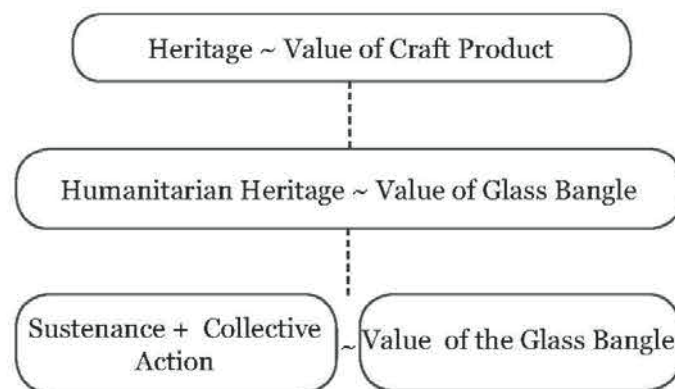 Heritage ~ Value of Craft Product
Humanitarian Heritage ~ Value of Glass Bangle
Sustenance + Collective
Action
~
Value of the Glass Bangle